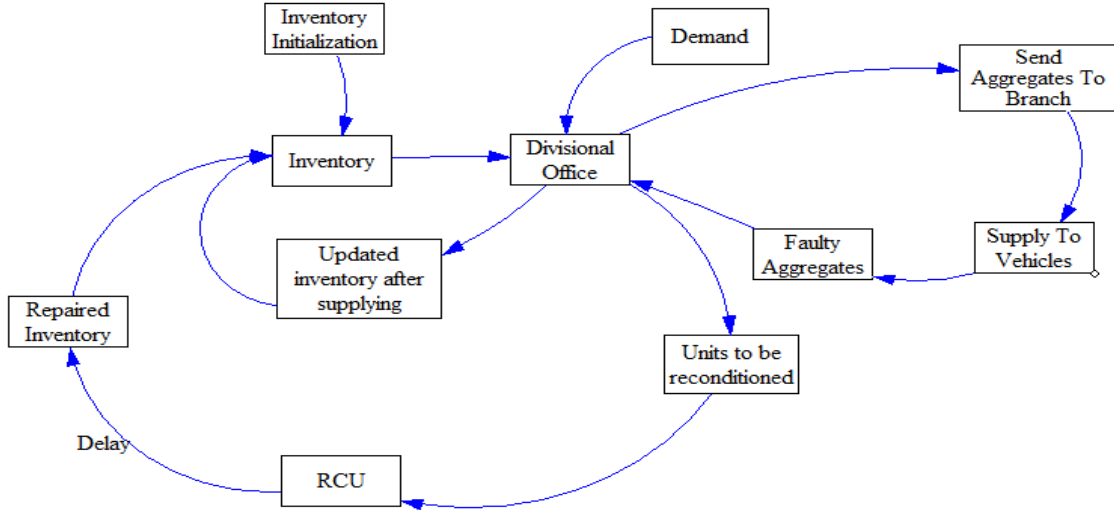 Inventory
Initialization
Demand
Send
Aggregates To
Branch
Inventory
Divisional
Office
Updated
inventory after
supplying
Faulty
Aggregates
Supply To
Vehicles
Repaired
Inventory
Units to be
reconditioned
Delay
RCU